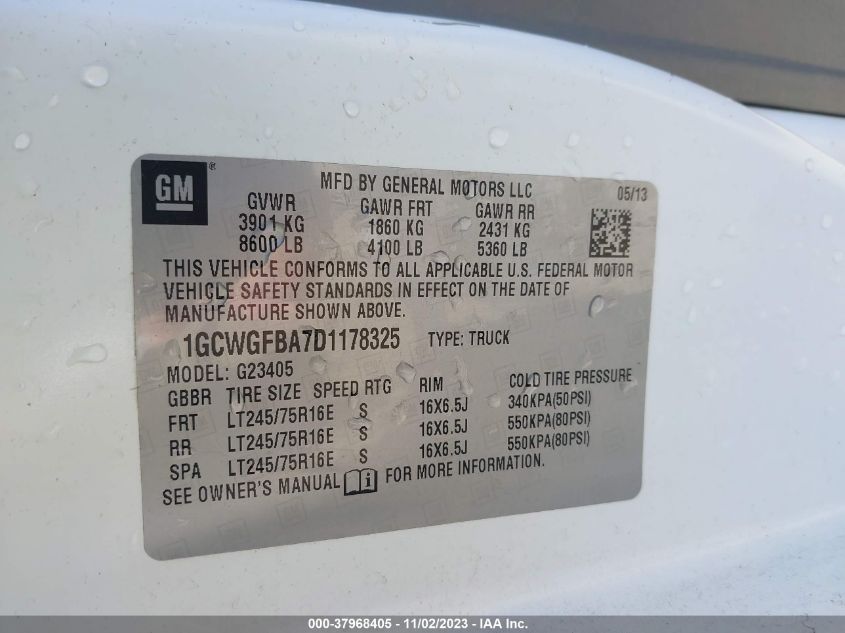 GM ®
MFD BY GENERAL MOTORS LLC 05/13
GVWR GAWR FRT GAWR RR
3901 KG 1860 KG 2431 KG
8600 LB 4100 LB 5360 LB
THIS VEHICLE CONFORMS TO ALL APPLICABLE U.S. FEDERAL MOTOR
VEHICLE SAFETY STANDARDS IN EFFECT ON THE DATE OF
MANUFACTURE SHOWN ABOVE.
1GCWGFBA7D1178325 TYPE: TRUCK
MODEL: G23405
GBBR TIRE SIZE SPEED RTG RIM COLD TIRE PRESSURE
FRT LT245/75R16E S 16X6.5J 340KPA(50PSI)
RR LT245/75R16E S 16X6.5J 550KPA(80PSI)
SPA LT245/75R16E S 16X6.5J 550KPA(80PSI)
SEE OWNER'S MANUAL i FOR MORE INFORMATION.
000-37968405 - 11/02/2023 - IAA Inc.